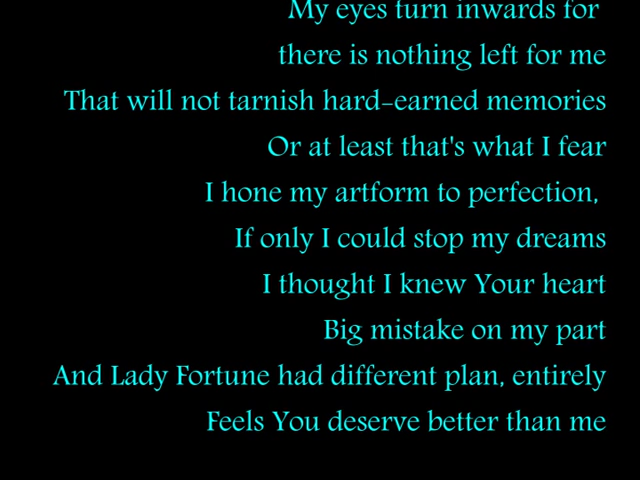 My eyes turn inwards for
there is nothing left for me
That will not tarnish hard-earned memories
Or at least that's what I fear
I hone my artform to perfection,
If only I could stop my dreams
I thought I knew Your heart
Big mistake on my part
And Lady Fortune had different plan, entirely
Feels You deserve better than me